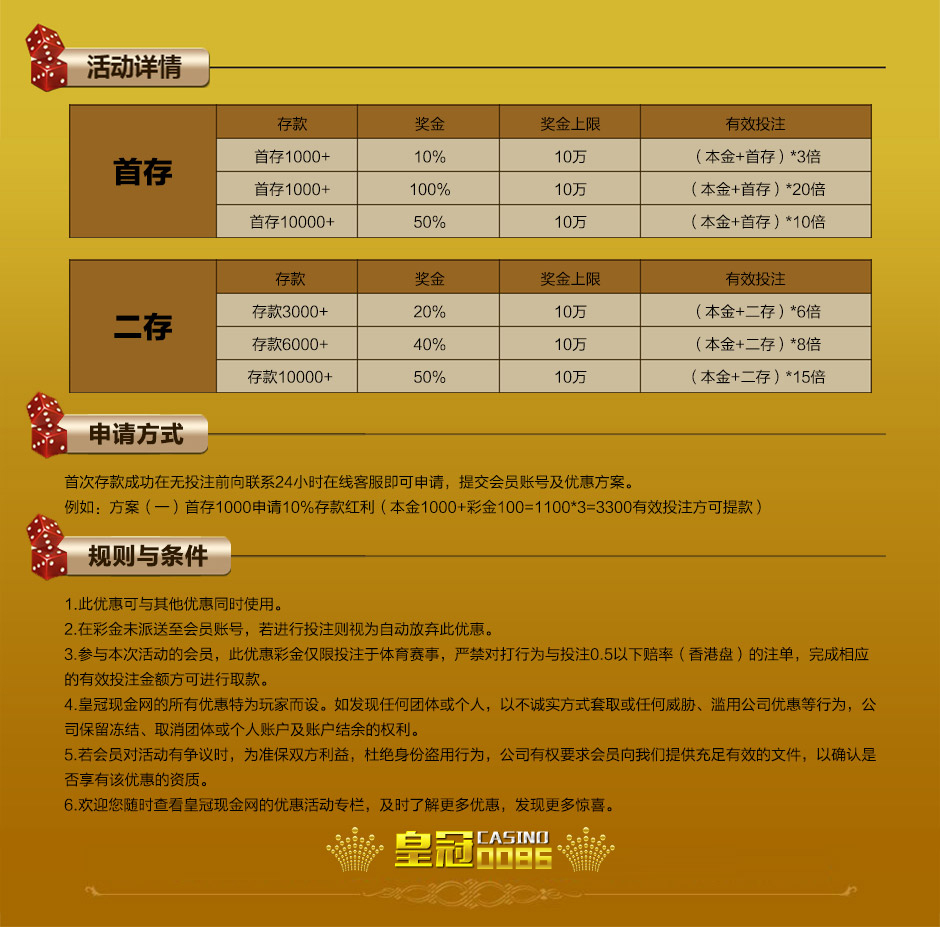 活动详情
首存
存款 奖金 奖金上限 有效投注
首存1000+ 10% 10万 （本金+首存）*3倍
首存1000+ 100% 10万 （本金+首存）*20倍
首存10000+ 50% 10万 （本金+首存）*10倍
二存
存款 奖金 奖金上限 有效投注
存款3000+ 20% 10万 （本金+二存）*6倍
存款6000+ 40% 10万 （本金+二存）*8倍
存款10000+ 50% 10万 （本金+二存）*15倍
申请方式
首次存款成功在无投注前向联系24小时在线客服即可申请，提交会员账号及优惠方案。
例如：方案（一）首存1000申请10%存款红利（本金1000+彩金100=1100*3=3300有效投注方可提款）
规则与条件
1.此优惠可与其他优惠同时使用。
2.在彩金未派送至会员账号，若进行投注则视为自动放弃此优惠。
3.参与本次活动的会员，此优惠彩金仅限投注于体育赛事，严禁对打行为与投注0.5以下赔率（香港盘）的注单，完成相应
的有效投注金额方可进行取款。
4.皇冠现金网的所有优惠特为玩家而设。如发现任何团体或个人，以不诚实方式套取或任何威胁、滥用公司优惠等行为，公
司保留冻结、取消团体或个人账户及账户结余的权利。
5.若会员对活动有争议时，为准保双方利益，杜绝身份盗用行为，公司有权要求会员向我们提供充足有效的文件，以确认是
否享有该优惠的资质。
6.欢迎您随时查看皇冠现金网的优惠活动专栏，及时了解更多优惠，发现更多惊喜。
皇冠 CASINO
0086